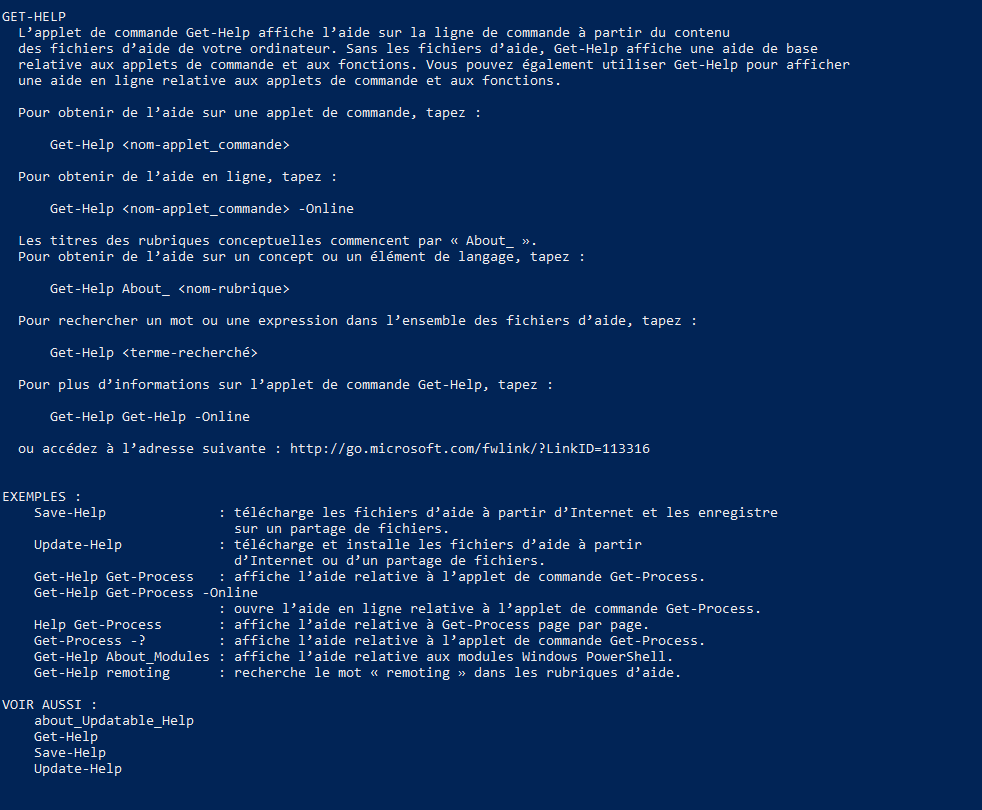 GET-HELP
L’applet de commande Get-Help affiche l’aide sur la ligne de commande à partir du contenu
des fichiers d’aide de votre ordinateur. Sans les fichiers d’aide, Get-Help affiche une aide de base
relative aux applets de commande et aux fonctions. Vous pouvez également utiliser Get-Help pour afficher
une aide en ligne relative aux applets de commande et aux fonctions.
Pour obtenir de l’aide sur une applet de commande, tapez :
Get-Help <nom-applet_commande>
Pour obtenir de l’aide en ligne, tapez :
Get-Help <nom-applet_commande> -Online
Les titres des rubriques conceptuelles commencent par « About_ ».
Pour obtenir de l’aide sur un concept ou un élément de langage, tapez :
Get-Help About_ <nom-rubrique>
Pour rechercher un mot ou une expression dans l’ensemble des fichiers d’aide, tapez :
Get-Help <terme-recherché>
Pour plus d’informations sur l’applet de commande Get-Help, tapez :
Get-Help Get-Help -Online
ou accédez à l’adresse suivante : http://go.microsoft.com/fwlink/?LinkID=113316
EXEMPLES :
Save-Help : télécharge les fichiers d’aide à partir d’Internet et les enregistre
sur un partage de fichiers.
Update-Help : télécharge et installe les fichiers d’aide à partir
d’Internet ou d’un partage de fichiers.
Get-Help Get-Process : affiche l’aide relative à l’applet de commande Get-Process.
Get-Help Get-Process -Online
: ouvre l’aide en ligne relative à l’applet de commande Get-Process.
Help Get-Process : affiche l’aide relative à Get-Process page par page.
Get-Process -? : affiche l’aide relative à l’applet de commande Get-Process.
Get-Help About_Modules : affiche l’aide relative aux modules Windows PowerShell.
Get-Help remoting : recherche le mot « remoting » dans les rubriques d’aide.
VOIR AUSSI :
about_Updatable_Help
Get-Help
Save-Help
Update-Help